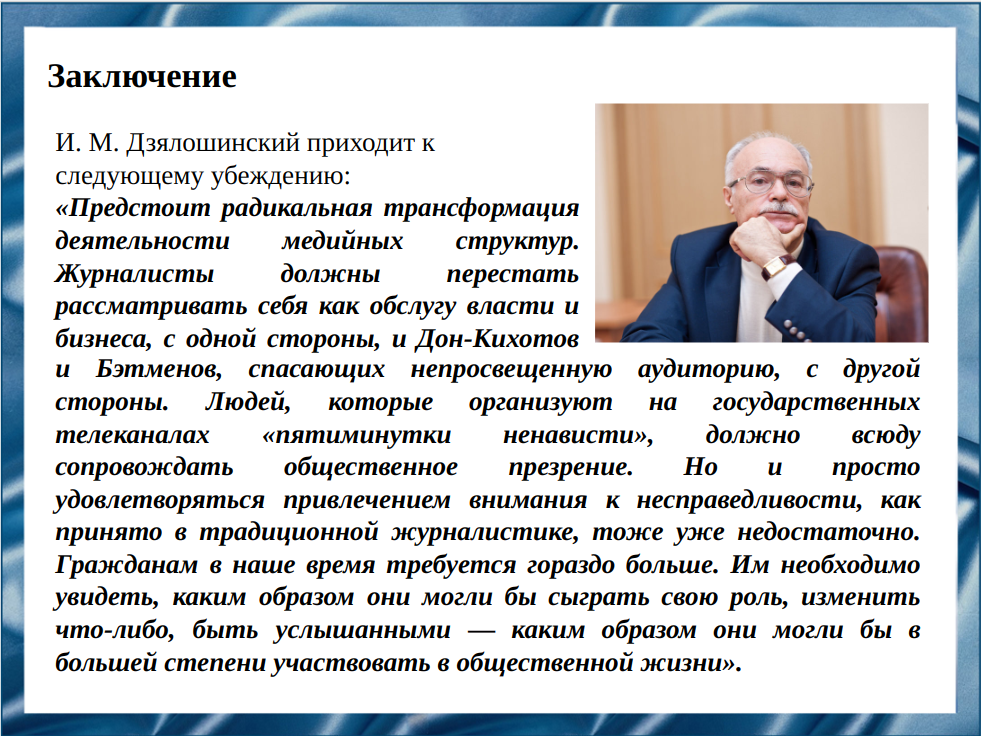 Заключение
И. М. Дзялошинский приходит к
следующему убеждению:
«Предстоит радикальная трансформация
деятельности медийных структур.
Журналисты должны перестать
рассматривать себя как обслугу власти и
бизнеса, с одной стороны, и Дон-Кихотов
и Бэтменов, спасающих непросвещенную аудиторию, с другой
стороны. Людей, которые организуют на государственных
телеканалах «пятиминутки ненависти», должно всюду
сопровождать общественное презрение. Но и просто
удовлетворяться привлечением внимания к несправедливости, как
принято в традиционной журналистике, тоже уже недостаточно.
Гражданам в наше время требуется гораздо больше. Им необходимо
увидеть, каким образом они могли бы сыграть свою роль, изменить
что-либо, быть услышанными — каким образом они могли бы в
большей степени участвовать в общественной жизни».